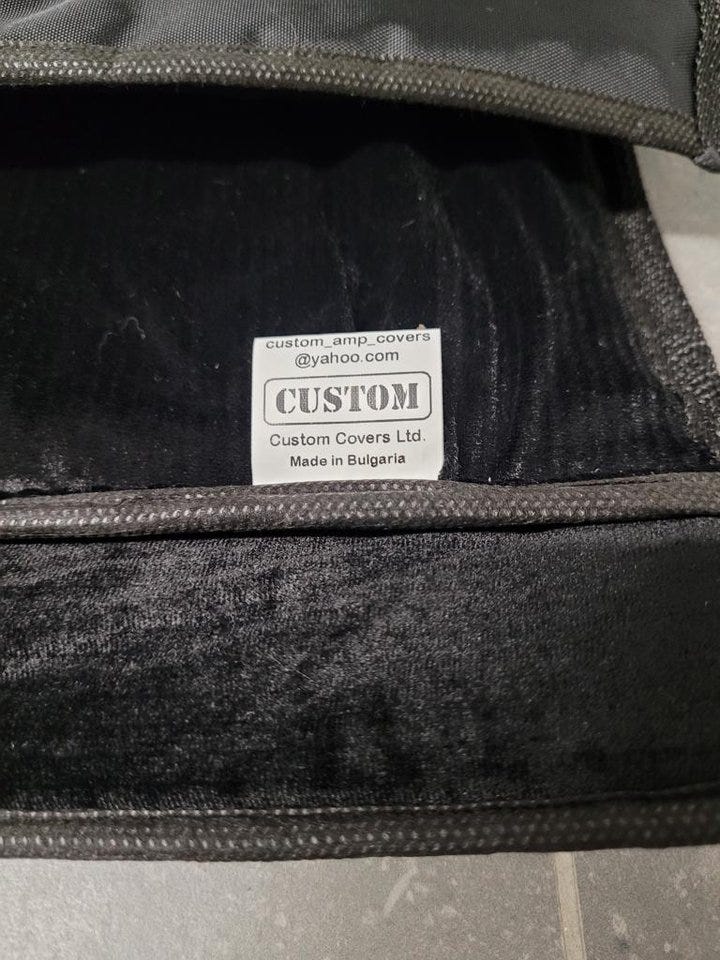 custom_amp_covers
@yahoo.com
CUSTOM
Custom Covers Ltd.
Made in Bulgaria